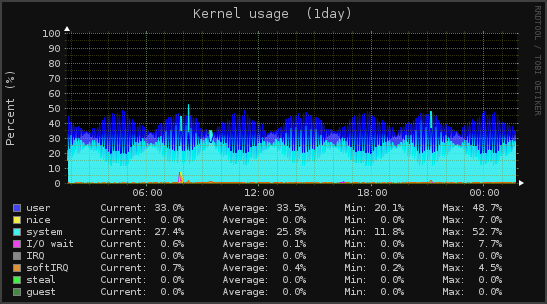 Kernel usage  (1day)
RRDTOOL / TOBI OETIKER
Percent (%)
100
90
80
70
60
50
40
30
20
10
0
06:00 12:00 18:00 00:00
user Current: 33.0% Average: 33.5% Min: 20.1% Max: 48.7%
nice Current: 0.0% Average: 0.0% Min: 0.0% Max: 7.0%
system Current: 27.4% Average: 25.8% Min: 11.8% Max: 52.7%
I/O wait Current: 0.6% Average: 0.1% Min: 0.0% Max: 7.7%
IRQ Current: 0.0% Average: 0.0% Min: 0.0% Max: 0.0%
softIRQ Current: 0.7% Average: 0.4% Min: 0.2% Max: 4.5%
steal Current: 0.0% Average: 0.0% Min: 0.0% Max: 0.0%
guest Current: 0.0% Average: 0.0% Min: 0.0% Max: 0.0%